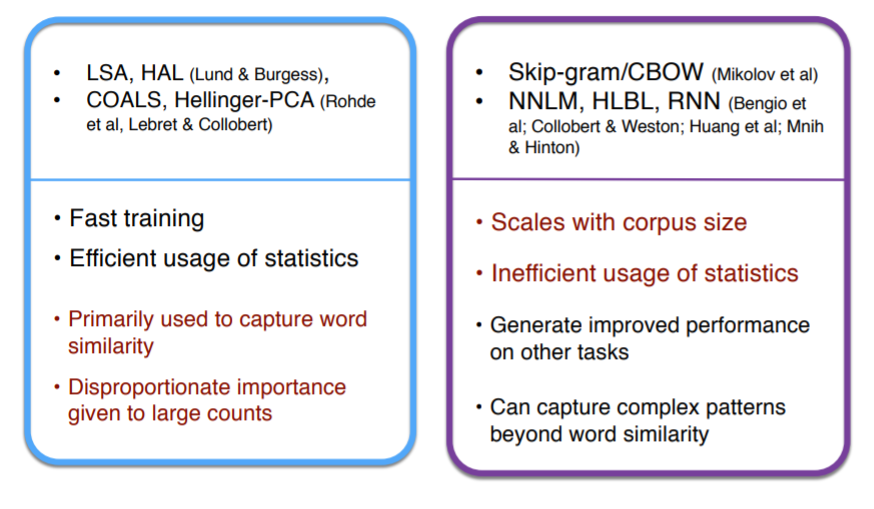 • LSA, HAL (Lund & Burgess),
• COALS, Hellinger-PCA (Rohde
et al, Lebret & Collobert)
• Fast training
• Efficient usage of statistics
• Primarily used to capture word
similarity
• Disproportionate importance
given to large counts
• Skip-gram/CBOW (Mikolov et al)
• NNLM, HLBL, RNN (Bengio et
al; Collobert & Weston; Huang et al; Mnih
& Hinton)
• Scales with corpus size
• Inefficient usage of statistics
• Generate improved performance
on other tasks
• Can capture complex patterns
beyond word similarity